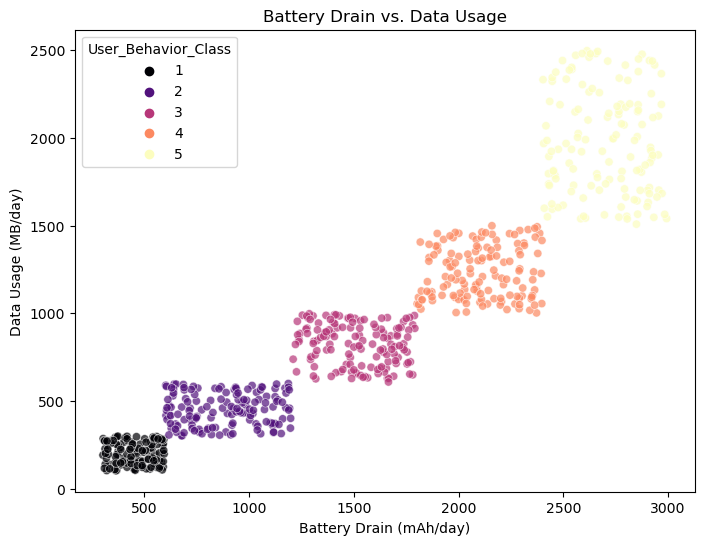 Battery Drain vs. Data Usage
User_Behavior_Class
1
2
3
4
5
2500
2000
1500
1000
500
0
Data Usage (MB/day)
500 1000 1500 2000 2500 3000
Battery Drain (mAh/day)